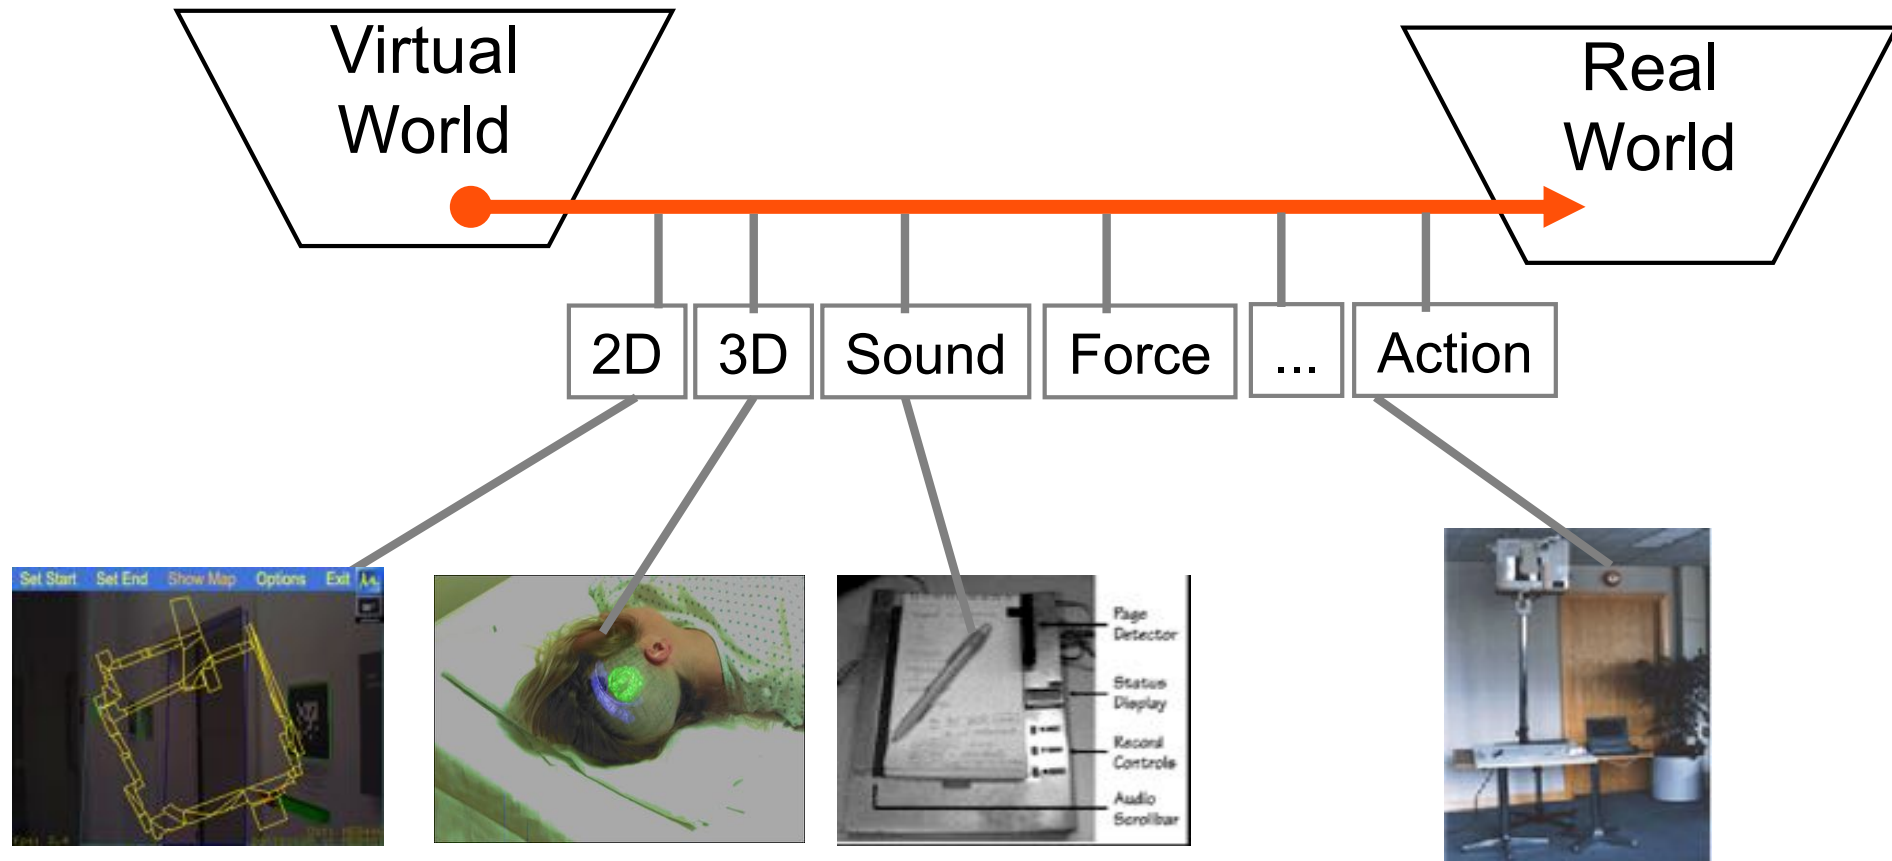 Virtual
World
Real
World
2D
3D
Sound
Force
...
Action
Set Start Set End Show Map Options Exit
Page
Detector
Status
Display
Record
Controls
Audio
Scrollbar